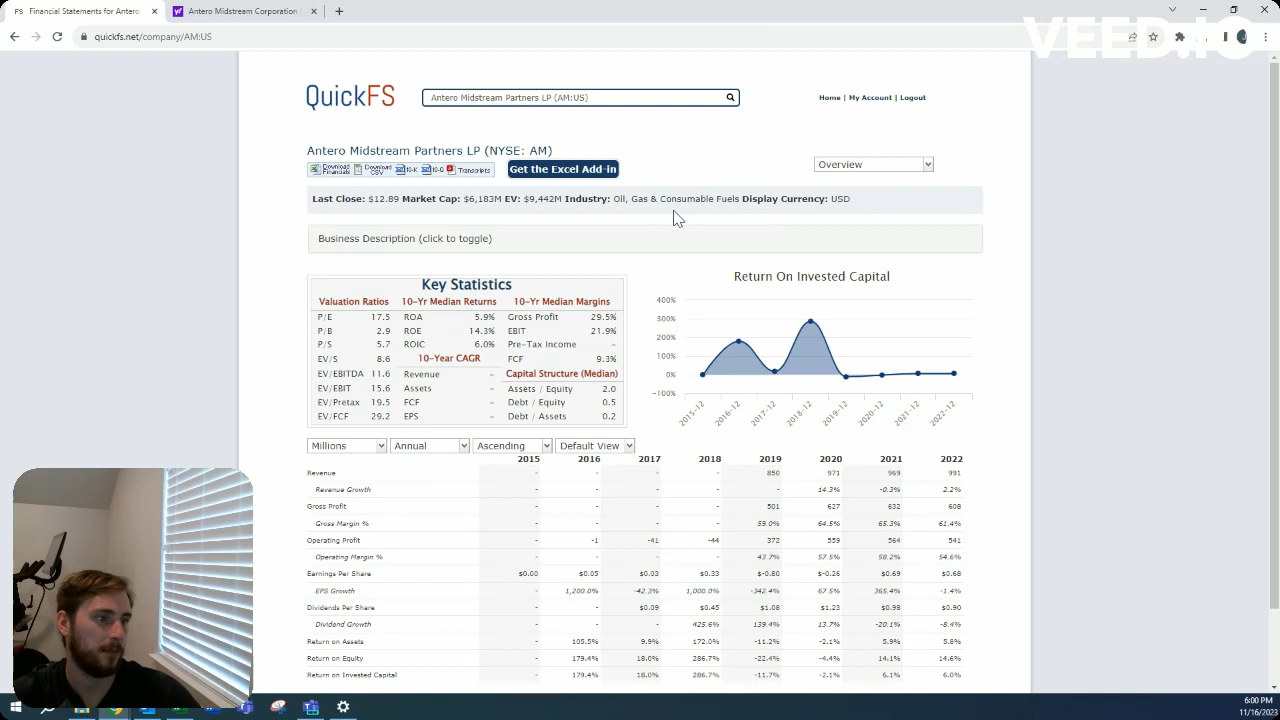 Financial Statements for Antero
Antero Midstream Corporation
quickfs.net/company/AM:US
VEED.IO
QuickFS
Antero Midstream Partners LP (AM:US)
Home | My Account | Logout
Antero Midstream Partners LP (NYSE: AM)
Download Financials Download CSV 10-K 10-Q Transcripts
Get the Excel Add-in
Overview
Last Close: $12.89 Market Cap: $6,183M EV: $9,442M Industry: Oil, Gas & Consumable Fuels Display Currency: USD
Business Description (click to toggle)
Key Statistics
Valuation Ratios 10-Yr Median Returns 10-Yr Median Margins
P/E 17.5 ROA 5.9% Gross Profit 29.5%
P/B 2.9 ROE 14.3% EBIT 21.9%
P/S 5.7 ROIC 6.0% Pre-Tax Income –
EV/S 8.6 10-Year CAGR FCF 9.3%
EV/EBITDA 11.6 Revenue – Capital Structure (Median)
EV/EBIT 15.6 Assets – Assets / Equity 2.0
EV/Pretax 19.5 FCF – Debt / Equity 0.5
EV/FCF 29.2 EPS – Debt / Assets 0.2
Return On Invested Capital
400%
300%
200%
100%
0%
-100%
2015-12 2016-12 2017-12 2018-12 2019-12 2020-12 2021-12 2022-12
Millions Annual Ascending Default View
2015 2016 2017 2018 2019 2020 2021 2022
Revenue - - - - 850 971 969 991
Revenue Growth - - - - - 14.3% -0.3% 2.2%
Gross Profit - - - - 501 627 632 608
Gross Margin % - - - - 59.0% 64.5% 65.3% 61.4%
Operating Profit - -1 -41 -44 372 559 564 541
Operating Margin % - - - - 43.7% 57.5% 58.2% 54.6%
Earnings Per Share $0.00 $0.05 $0.03 $0.33 $-0.80 $-0.26 $0.69 $0.68
EPS Growth - 1,200.0% -42.3% 1,000.0% -342.4% 67.5% 365.4% -1.4%
Dividends Per Share - - $0.09 $0.45 $1.08 $1.23 $0.98 $0.90
Dividend Growth - - - 425.6% 139.4% 13.7% -20.1% -8.4%
Return on Assets - 105.5% 9.9% 172.0% -11.2% -2.1% 5.9% 5.8%
Return on Equity - 179.4% 18.0% 286.7% -22.4% -4.4% 14.1% 14.6%
Return on Invested Capital - 179.4% 18.0% 286.7% -11.7% -2.1% 6.1% 6.0%
6:00 PM
11/16/2023